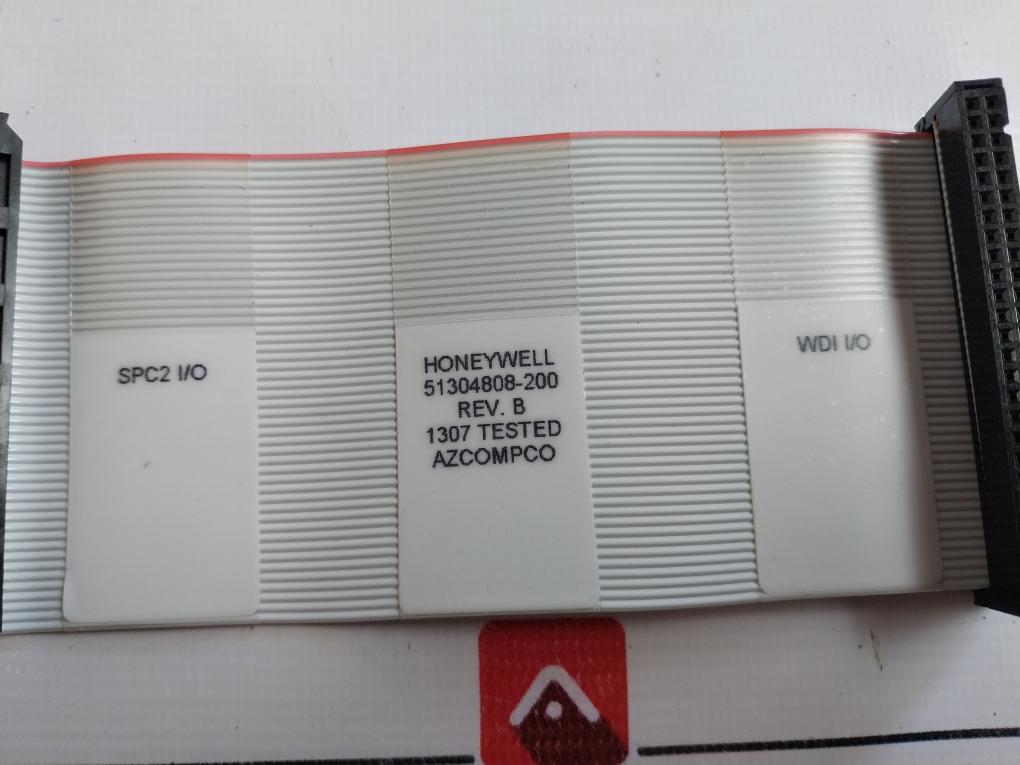 SPC2 I/O
HONEYWELL
51304808-200
REV. B
1307 TESTED
AZCOMPCO
WDI I/O